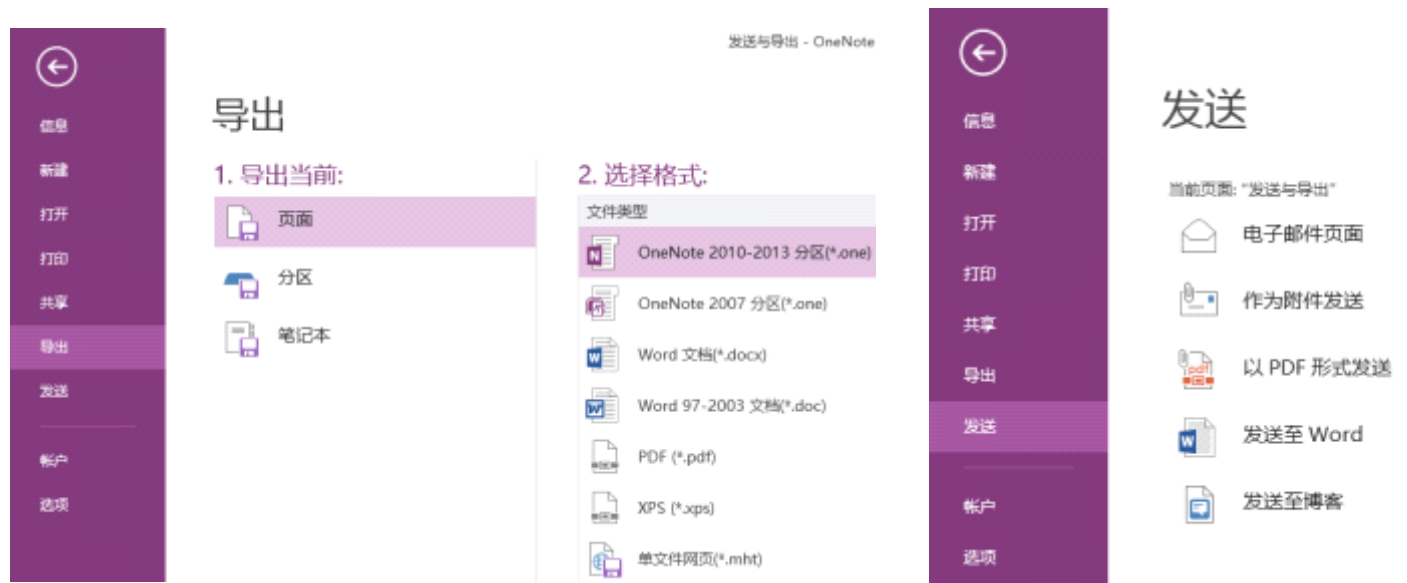 发送与导出 - OneNote
信息
新建
打开
打印
共享
导出
发送
帐户
选项
导出
1. 导出当前:
页面
分区
笔记本
2. 选择格式:
文件类型
OneNote 2010-2013 分区(*.one)
OneNote 2007 分区(*.one)
Word 文档(*.docx)
Word 97-2003 文档(*.doc)
PDF (*.pdf)
XPS (*.xps)
单文件网页(*.mht)
信息
新建
打开
打印
共享
导出
发送
帐户
选项
发送
当前页面: "发送与导出"
电子邮件页面
作为附件发送
以 PDF 形式发送
发送至 Word
发送至博客